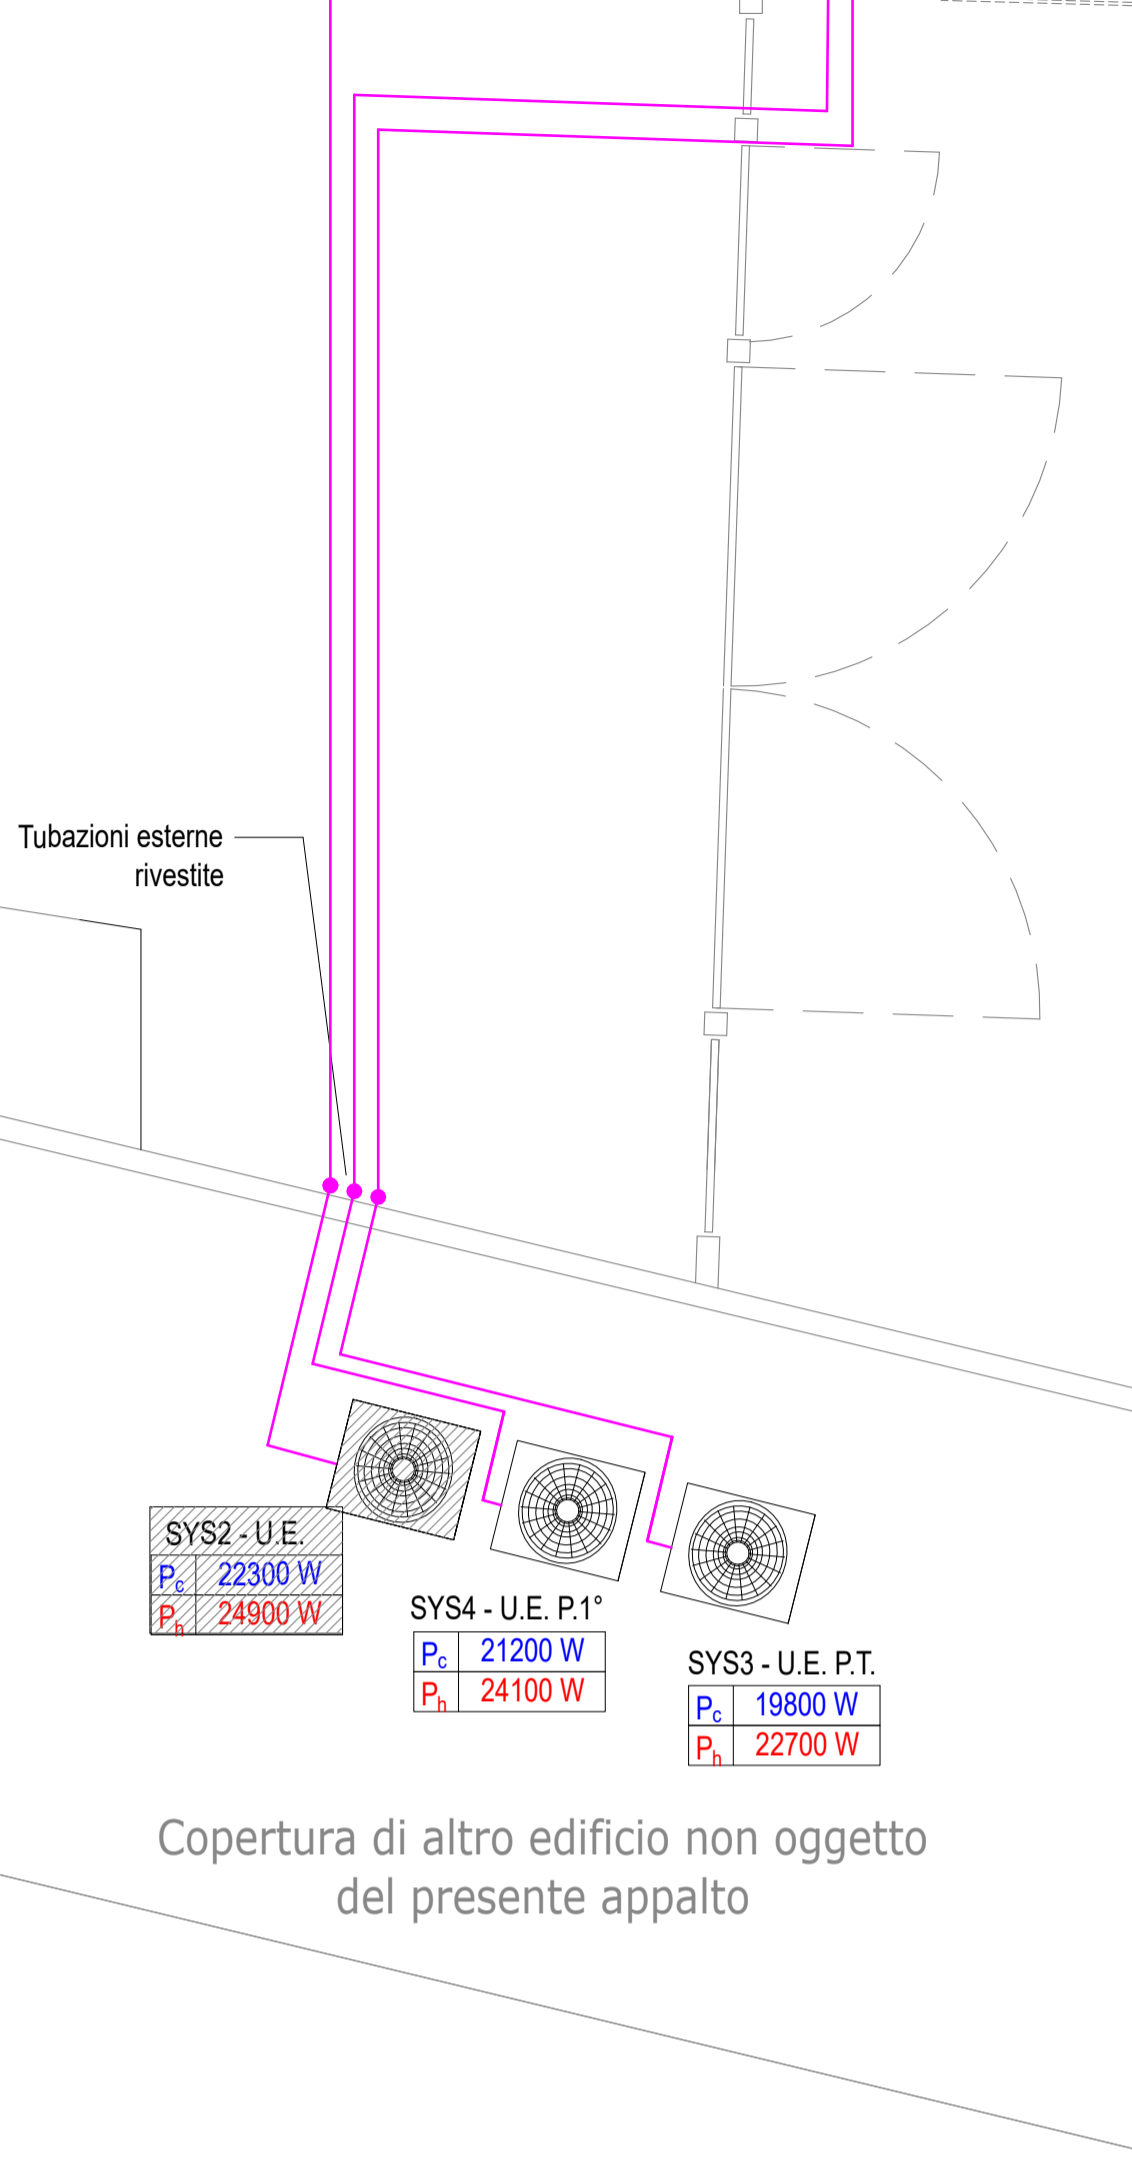 Tubazioni esterne
rivestite
SYS2 - U.E.
Pc 22300 W
Ph 24900 W
SYS4 - U.E. P.1°
Pc 21200 W
Ph 24100 W
SYS3 - U.E. P.T.
Pc 19800 W
Ph 22700 W
Copertura di altro edificio non oggetto
del presente appalto